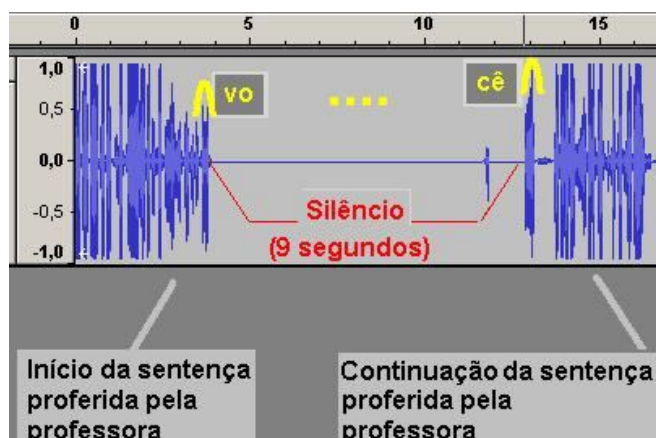 0 5 10 15
1,0
0,5
0,0
-0,5
-1,0
vo
....
cê
Silêncio
(9 segundos)
Início da sentença
proferida pela
professora
Continuação da sentença
proferida pela
professora